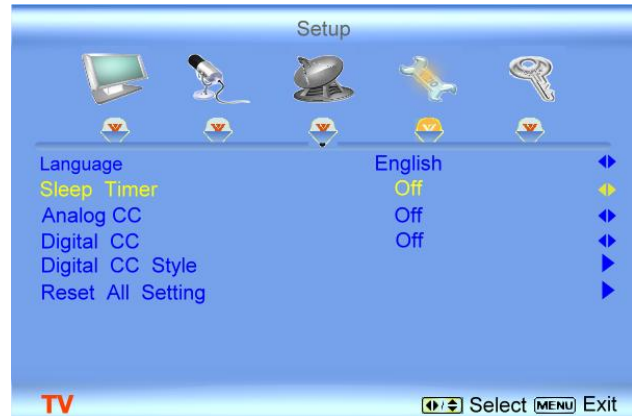 Setup
Language English
Sleep Timer Off
Analog CC Off
Digital CC Off
Digital CC Style
Reset All Setting
TV Select MENU Exit